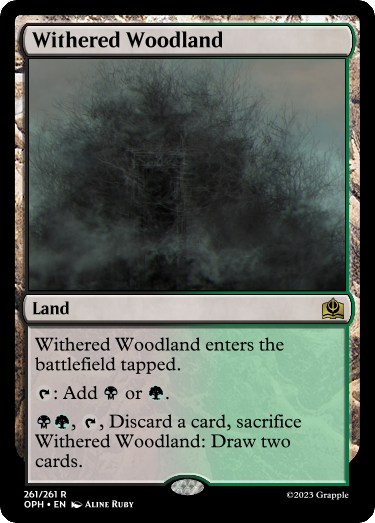 Withered Woodland
Land
Withered Woodland enters the
battlefield tapped.
: Add or .
, , Discard a card, sacrifice
Withered Woodland: Draw two
cards.
261/261 R
OPH • EN Aline Ruby
©2023 Grapple